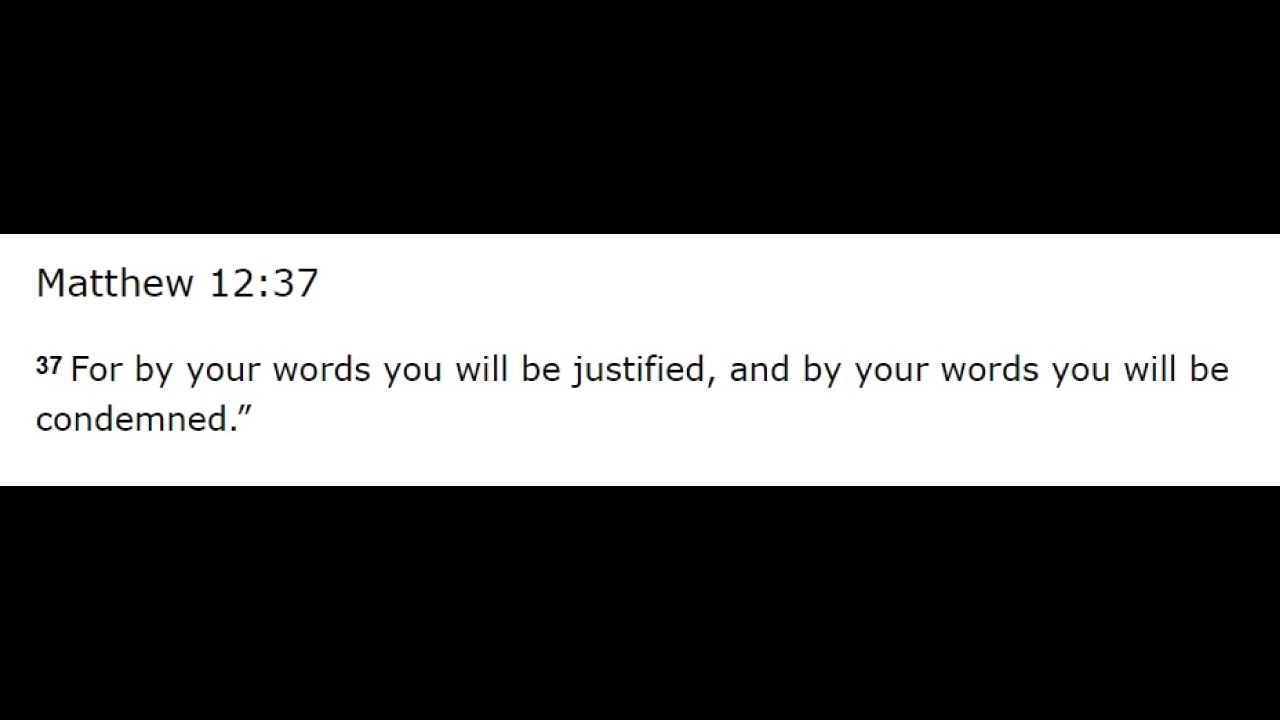 Matthew 12:37
37 For by your words you will be justified, and by your words you will be
condemned.”